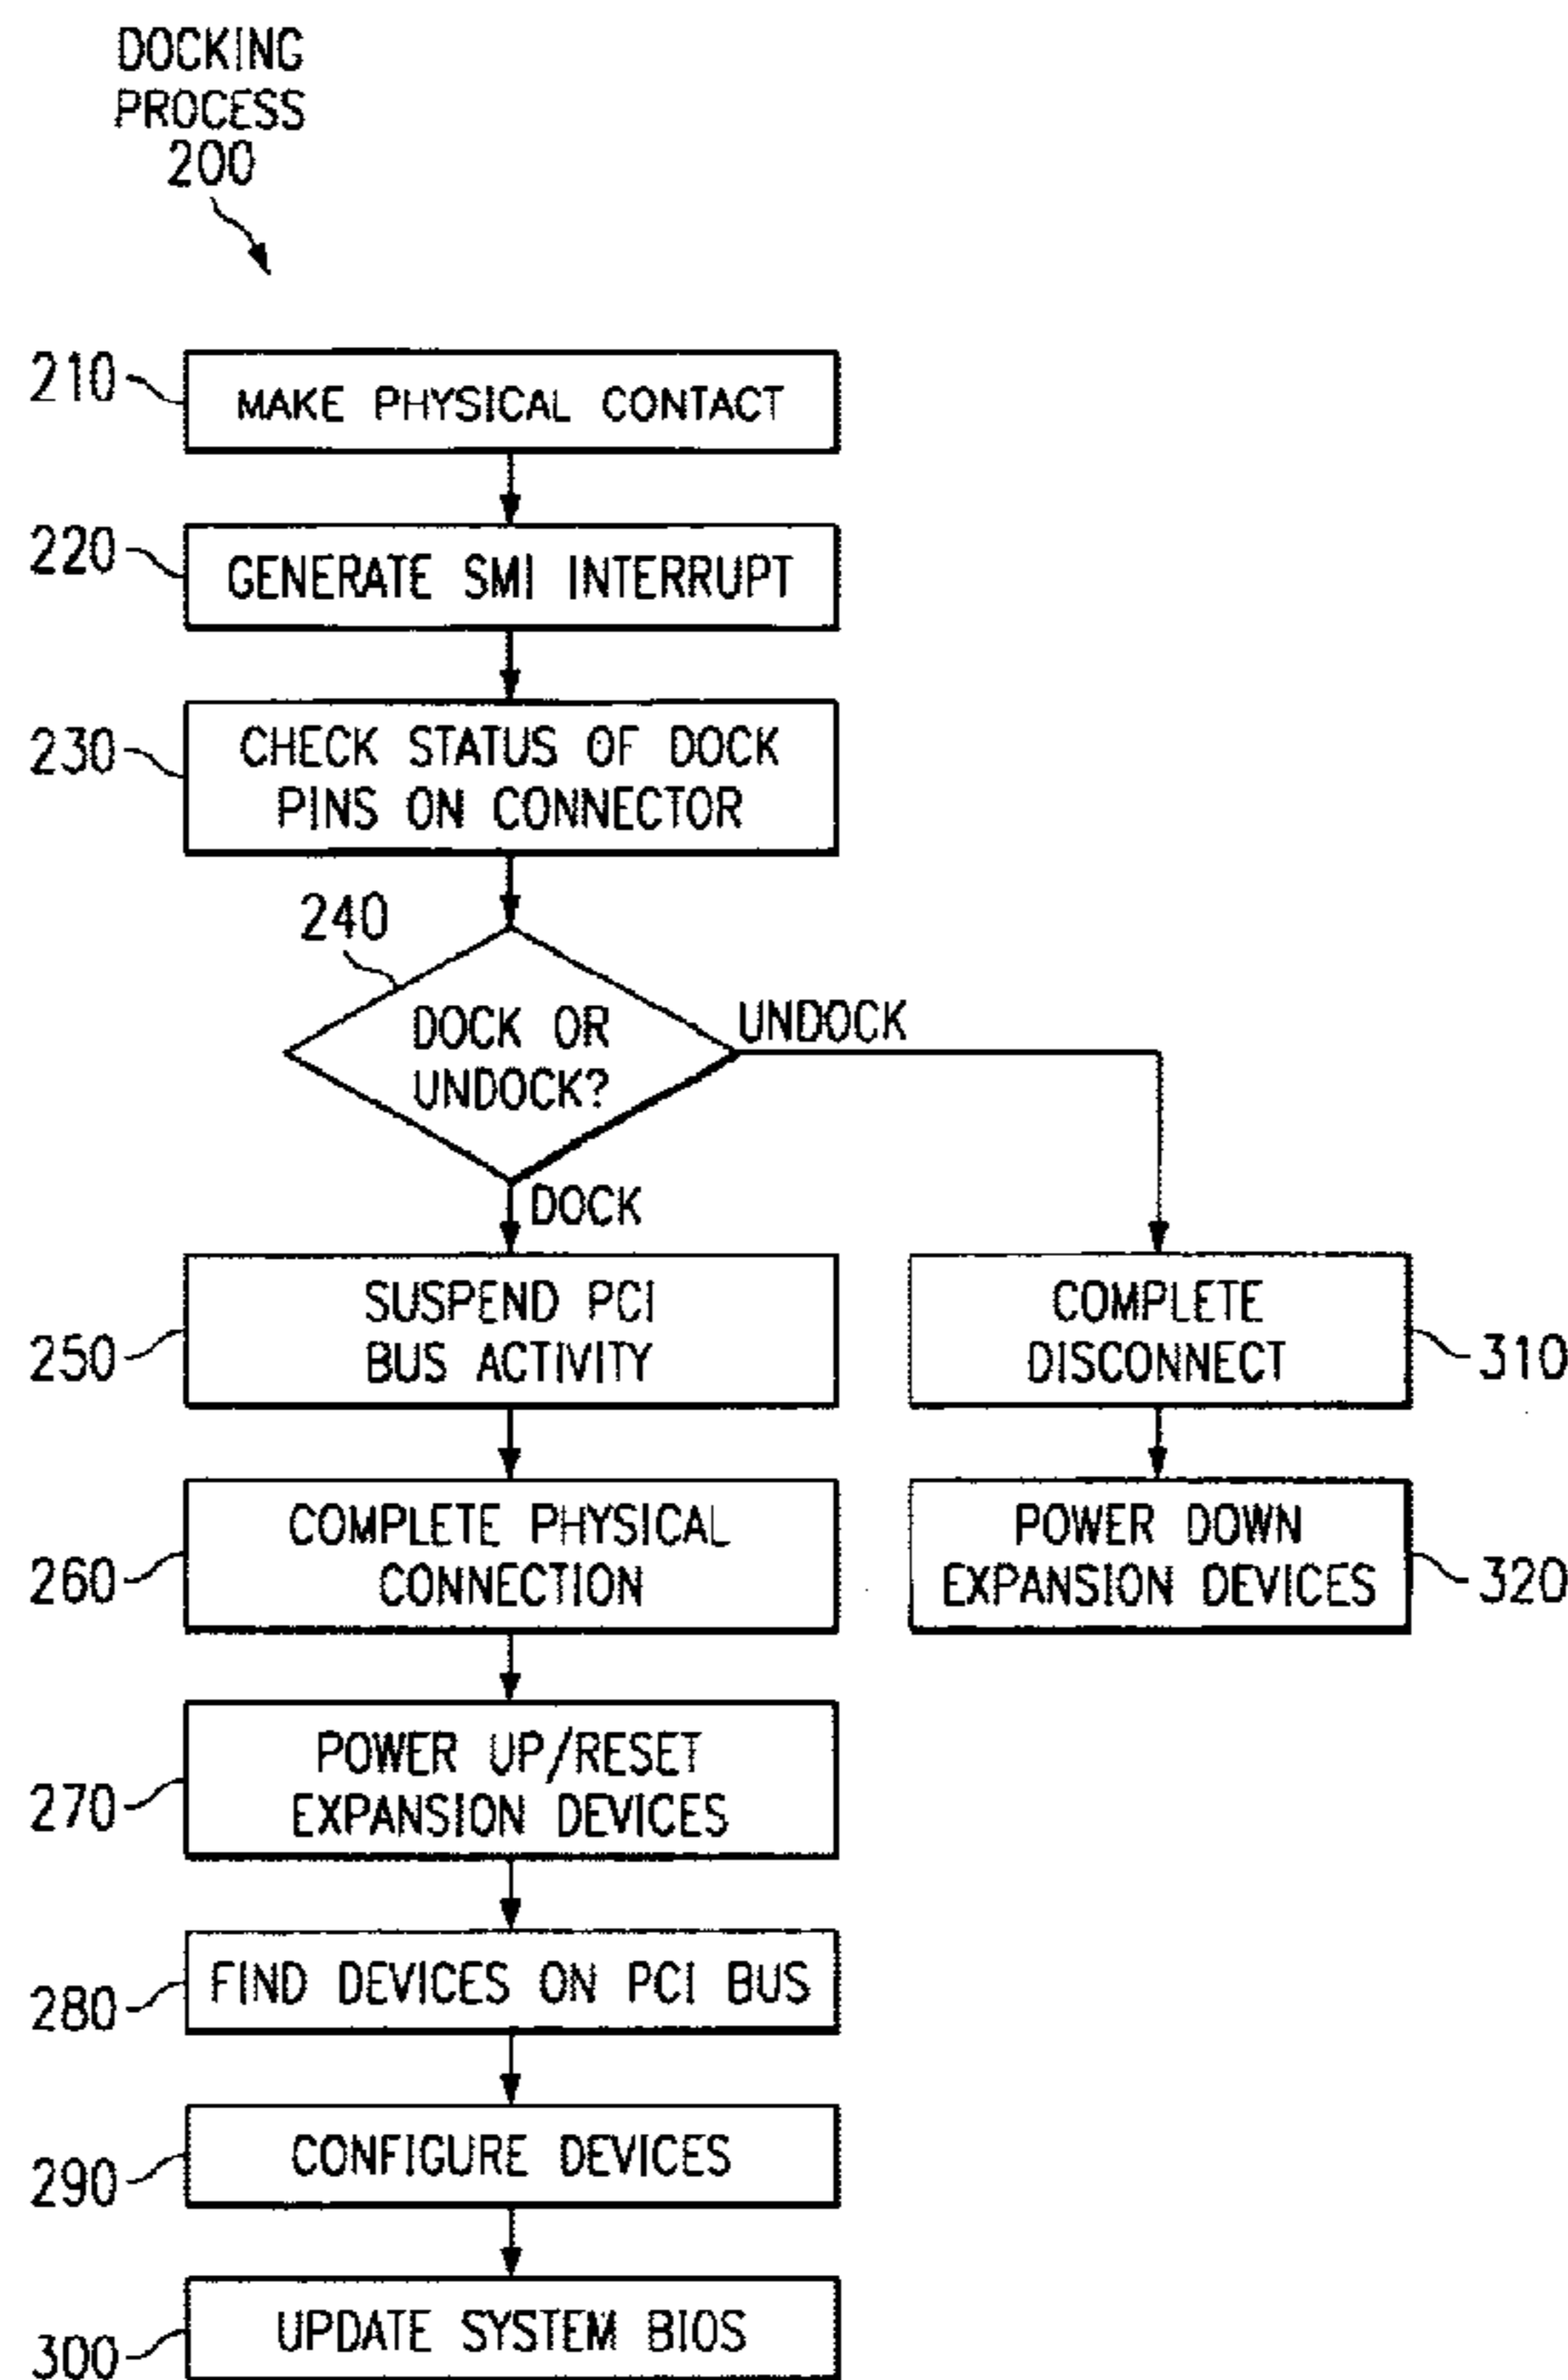 DOCKING
PROCESS
200
210
MAKE PHYSICAL CONTACT
220
GENERATE SMI INTERRUPT
230
CHECK STATUS OF DOCK
PINS ON CONNECTOR
240
DOCK OR
UNDOCK?
UNDOCK
DOCK
250
SUSPEND PCI
BUS ACTIVITY
COMPLETE
DISCONNECT
310
260
COMPLETE PHYSICAL
CONNECTION
POWER DOWN
EXPANSION DEVICES
320
270
POWER UP/RESET
EXPANSION DEVICES
280
FIND DEVICES ON PCI BUS
290
CONFIGURE DEVICES
300
UPDATE SYSTEM BIOS